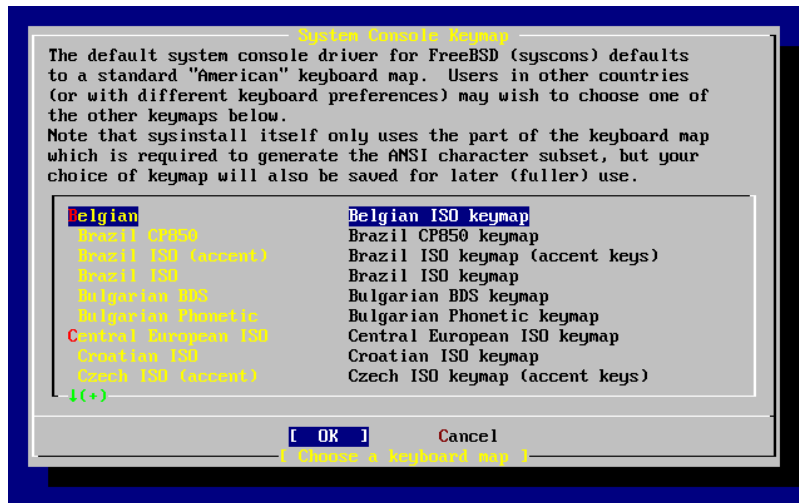 System Console Keymap
The default system console driver for FreeBSD (syscons) defaults
to a standard "American" keyboard map.  Users in other countries
(or with different keyboard preferences) may wish to choose one of
the other keymaps below.
Note that sysinstall itself only uses the part of the keyboard map
which is required to generate the ANSI character subset, but your
choice of keymap will also be saved for later (fuller) use.
Belgian Belgian ISO keymap
Brazil CP850 Brazil CP850 keymap
Brazil ISO (accent) Brazil ISO keymap (accent keys)
Brazil ISO Brazil ISO keymap
Bulgarian BDS Bulgarian BDS keymap
Bulgarian Phonetic Bulgarian Phonetic keymap
Central European ISO Central European ISO keymap
Croatian ISO Croatian ISO keymap
Czech ISO (accent) Czech ISO keymap (accent keys)
↓(+)
[ OK ] Cancel
[ Choose a keyboard map ]